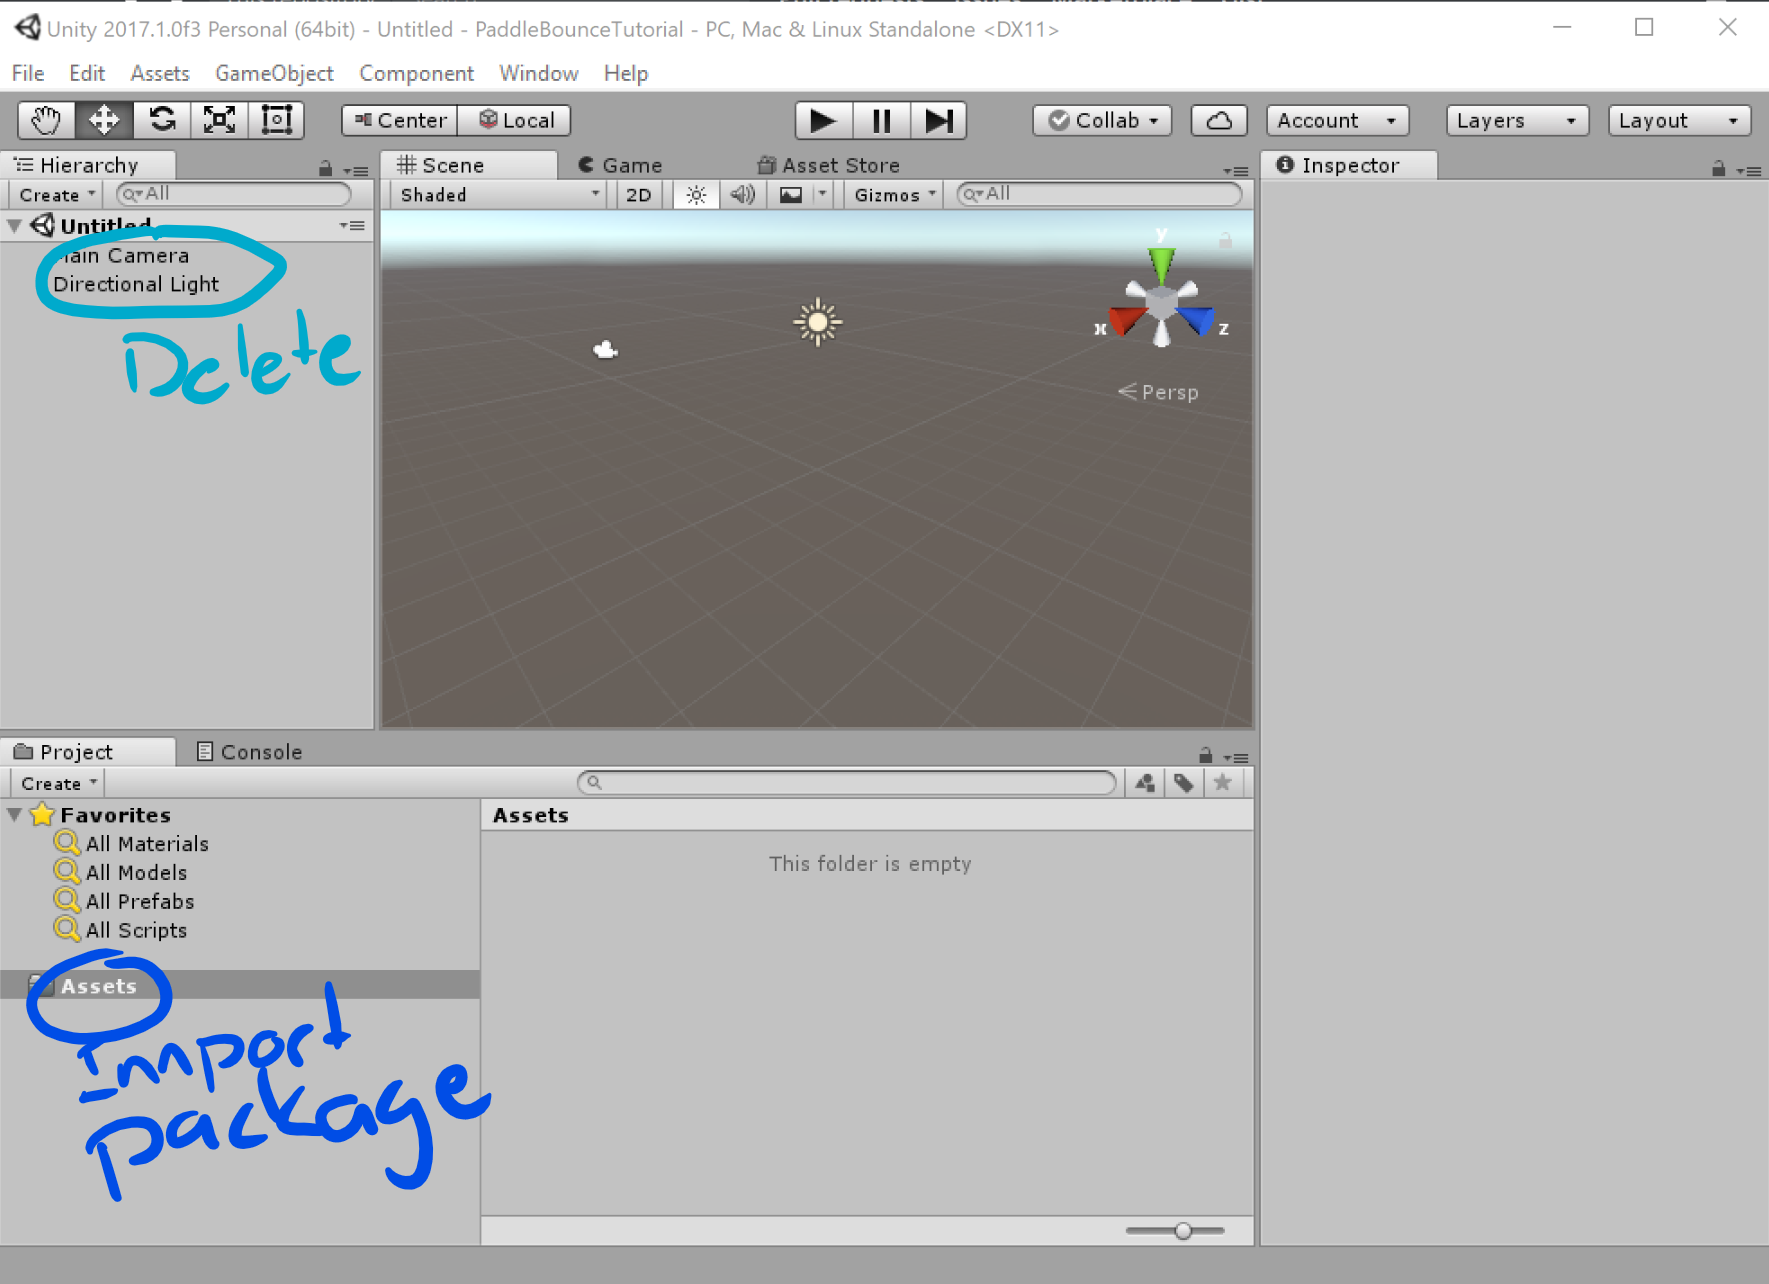 Unity 2017.1.0f3 Personal (64bit) - Untitled - PaddleBounceTutorial - PC, Mac & Linux Standalone <DX11>
File Edit Assets GameObject Component Window Help
Center Local Collab Account Layers Layout
Hierarchy
Create All
Untitled
Main Camera
Directional Light
Delete
Scene Game Asset Store
Shaded 2D Gizmos All
y
x z
Persp
Inspector
Project Console
Create
Favorites
All Materials
All Models
All Prefabs
All Scripts
Assets
Import
package
Assets
This folder is empty